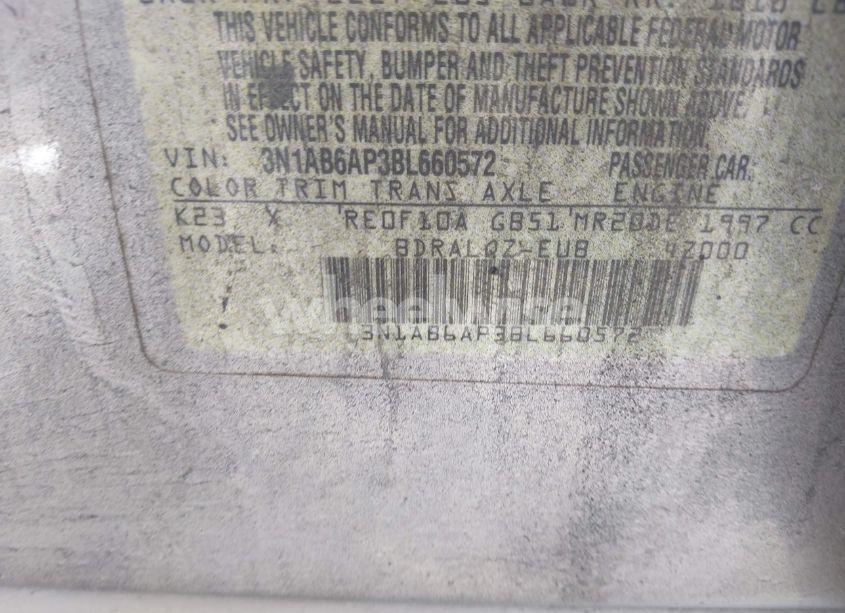 THIS VEHICLE CONFORMS TO ALL APPLICABLE FEDERAL MOTOR
VEHICLE SAFETY, BUMPER AND THEFT PREVENTION STANDARDS
IN EFFECT ON THE DATE OF MANUFACTURE SHOWN ABOVE.
SEE OWNER'S MANUAL FOR ADDITIONAL INFORMATION.
VIN: 3N1AB6AP3BL660572 PASSENGER CAR
COLOR TRIM TRANS AXLE ENGINE
K23 X RE0F10A GB51 MR20DE 1997 CC
MODEL: BDRALQZ-EUB 42000
3N1AB6AP3BL660572